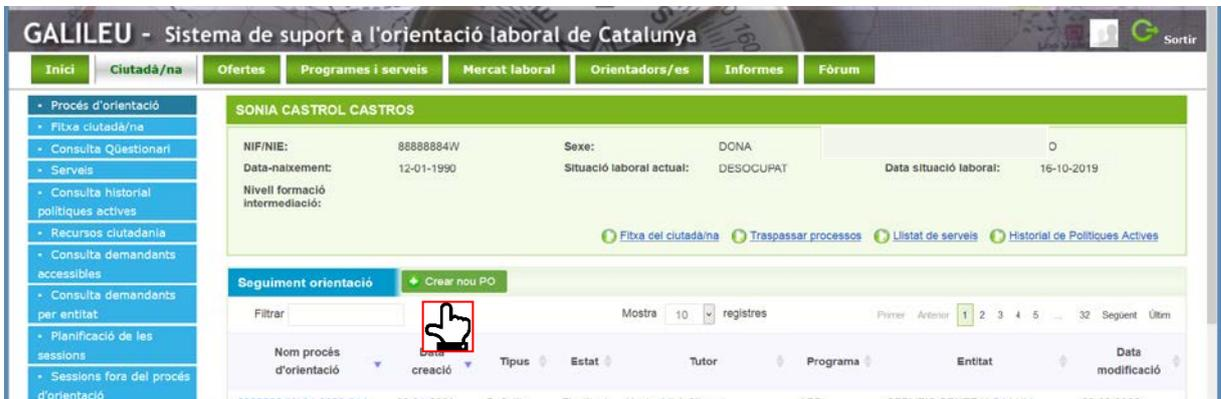 GALILEU - Sistema de suport a l'orientació laboral de Catalunya
Sortir
Inici Ciutadà/na Ofertes Programes i serveis Mercat laboral Orientadors/es Informes Fòrum
Procés d'orientació
Fitxa ciutadà/na
Consulta Qüestionari
Serveis
Consulta historial
polítiques actives
Recursos ciutadania
Consulta demandants
accessibles
Consulta demandants
per entitat
Planificació de les
sessions
Sessions fora del procés
d'orientació
SONIA CASTROL CASTROS
NIF/NIE: 88888884W Sexe: DONA O
Data-naixement: 12-01-1990 Situació laboral actual: DESOCUPAT Data situació laboral: 16-10-2019
Nivell formació
intermediació:
Fitxa del ciutadà/na Traspassar processos Llistat de serveis Historial de Polítiques Actives
Seguiment orientació Crear nou PO
Filtrar Mostra 10 registres Primer Anterior 1 2 3 4 5 ... 32 Següent Últim
Nom procés
d'orientació
Data
creació
Tipus Estat Tutor Programa Entitat
Data
modificació